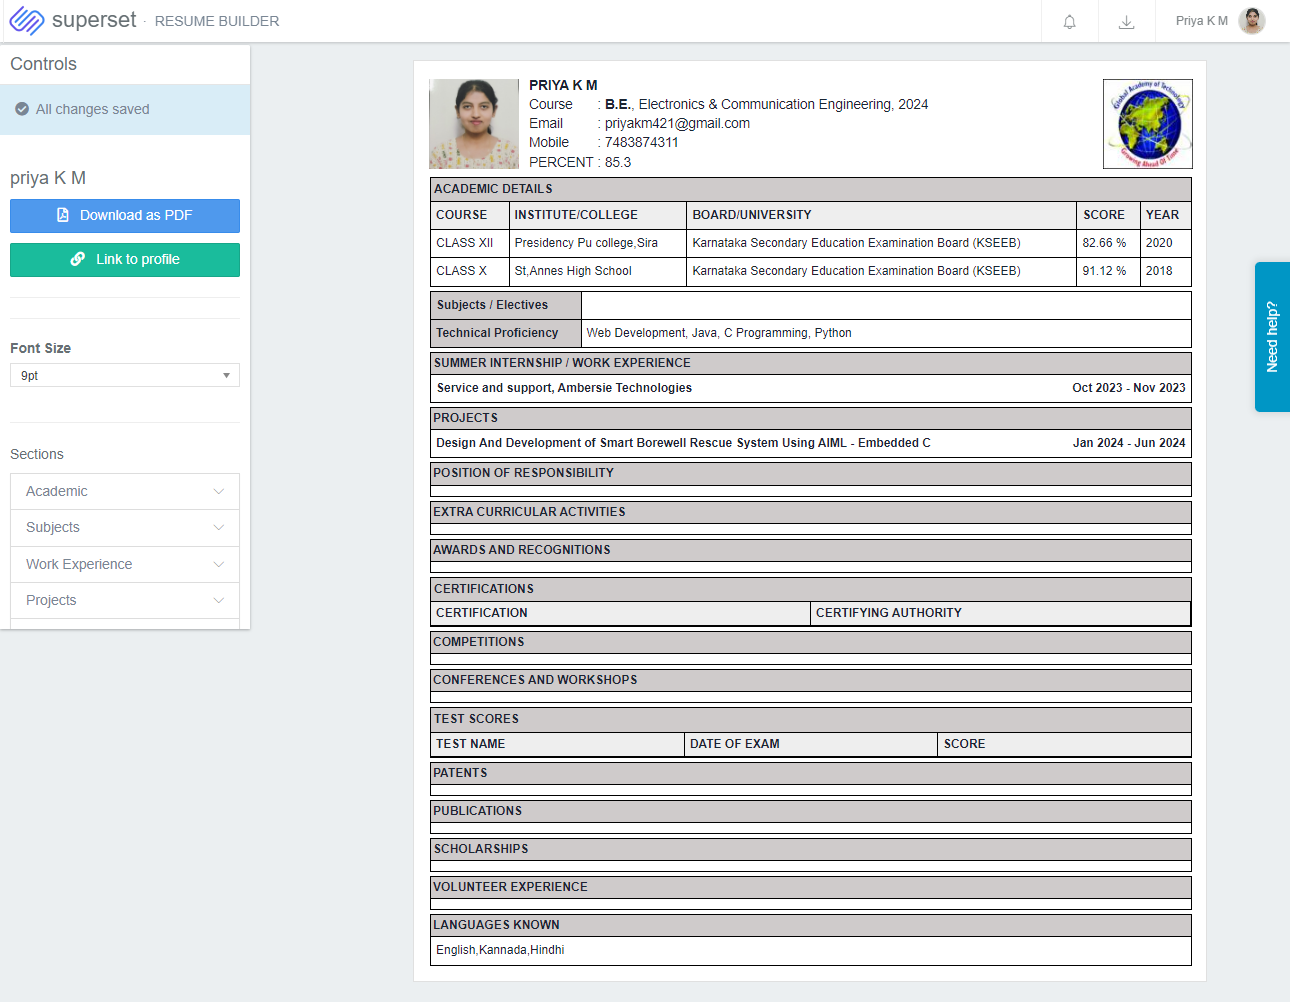 superset · RESUME BUILDER
Priya K M
Controls
All changes saved
priya K M
Download as PDF
Link to profile
Font Size
9pt
Sections
Academic
Subjects
Work Experience
Projects
PRIYA K M
Course : B.E., Electronics & Communication Engineering, 2024
Email : priyakm421@gmail.com
Mobile : 7483874311
PERCENT : 85.3
Global Academy of Technology
Growing Ahead Of Time
ACADEMIC DETAILS
COURSE INSTITUTE/COLLEGE BOARD/UNIVERSITY SCORE YEAR
CLASS XII Presidency Pu college,Sira Karnataka Secondary Education Examination Board (KSEEB) 82.66 % 2020
CLASS X St,Annes High School Karnataka Secondary Education Examination Board (KSEEB) 91.12 % 2018
Subjects / Electives
Technical Proficiency Web Development, Java, C Programming, Python
SUMMER INTERNSHIP / WORK EXPERIENCE
Service and support, Ambersie Technologies Oct 2023 - Nov 2023
PROJECTS
Design And Development of Smart Borewell Rescue System Using AIML - Embedded C Jan 2024 - Jun 2024
POSITION OF RESPONSIBILITY
EXTRA CURRICULAR ACTIVITIES
AWARDS AND RECOGNITIONS
CERTIFICATIONS
CERTIFICATION CERTIFYING AUTHORITY
COMPETITIONS
CONFERENCES AND WORKSHOPS
TEST SCORES
TEST NAME DATE OF EXAM SCORE
PATENTS
PUBLICATIONS
SCHOLARSHIPS
VOLUNTEER EXPERIENCE
LANGUAGES KNOWN
English,Kannada,Hindhi
Need help?